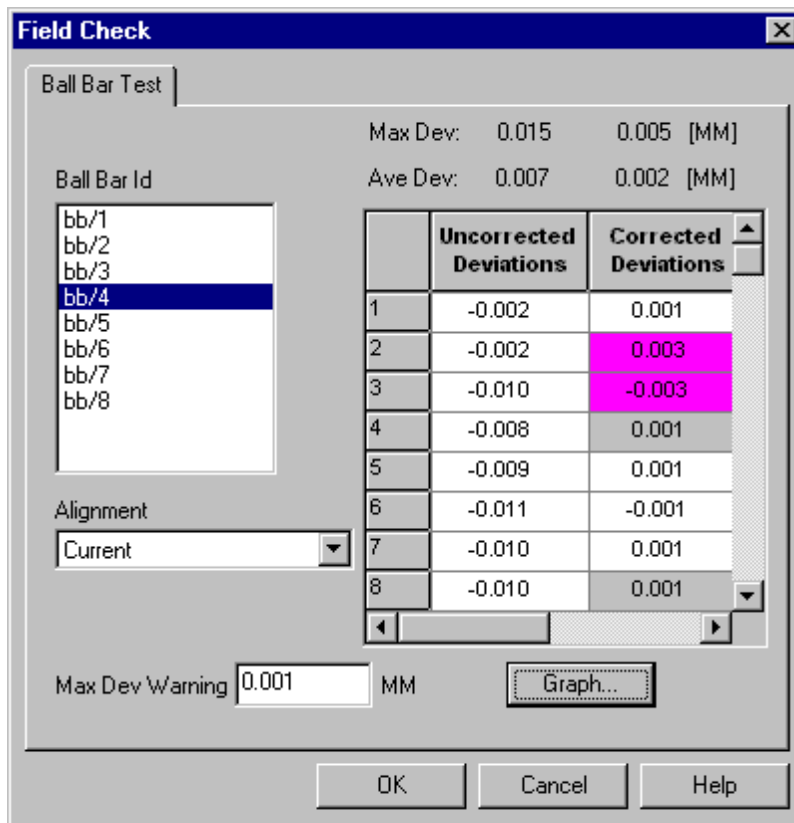 Field Check
Ball Bar Test
Max Dev: 0.015 0.005 [MM]
Ave Dev: 0.007 0.002 [MM]
Ball Bar Id
bb/1
bb/2
bb/3
bb/4
bb/5
bb/6
bb/7
bb/8
Alignment
Current
Uncorrected Deviations Corrected Deviations
1 -0.002 0.001
2 -0.002 0.003
3 -0.010 -0.003
4 -0.008 0.001
5 -0.009 0.001
6 -0.011 -0.001
7 -0.010 0.001
8 -0.010 0.001
Max Dev Warning 0.001 MM Graph...
OK Cancel Help